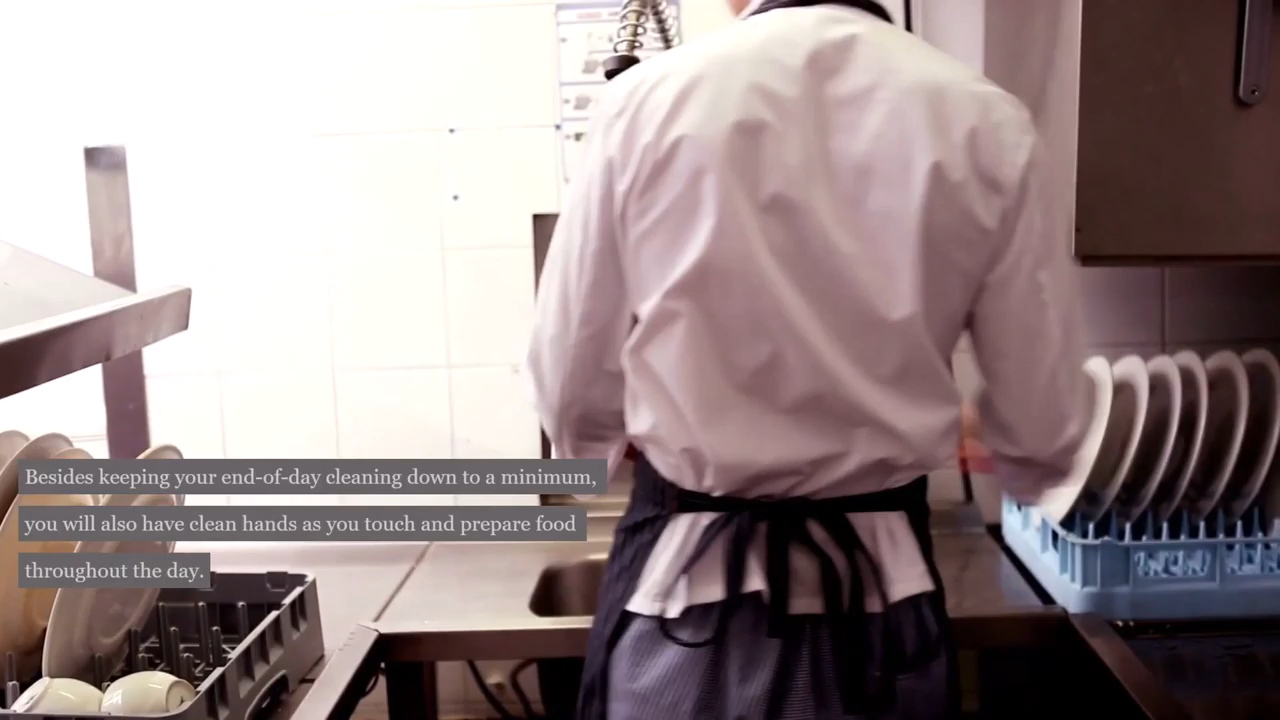 Besides keeping your end-of-day cleaning down to a minimum,
you will also have clean hands as you touch and prepare food
throughout the day.